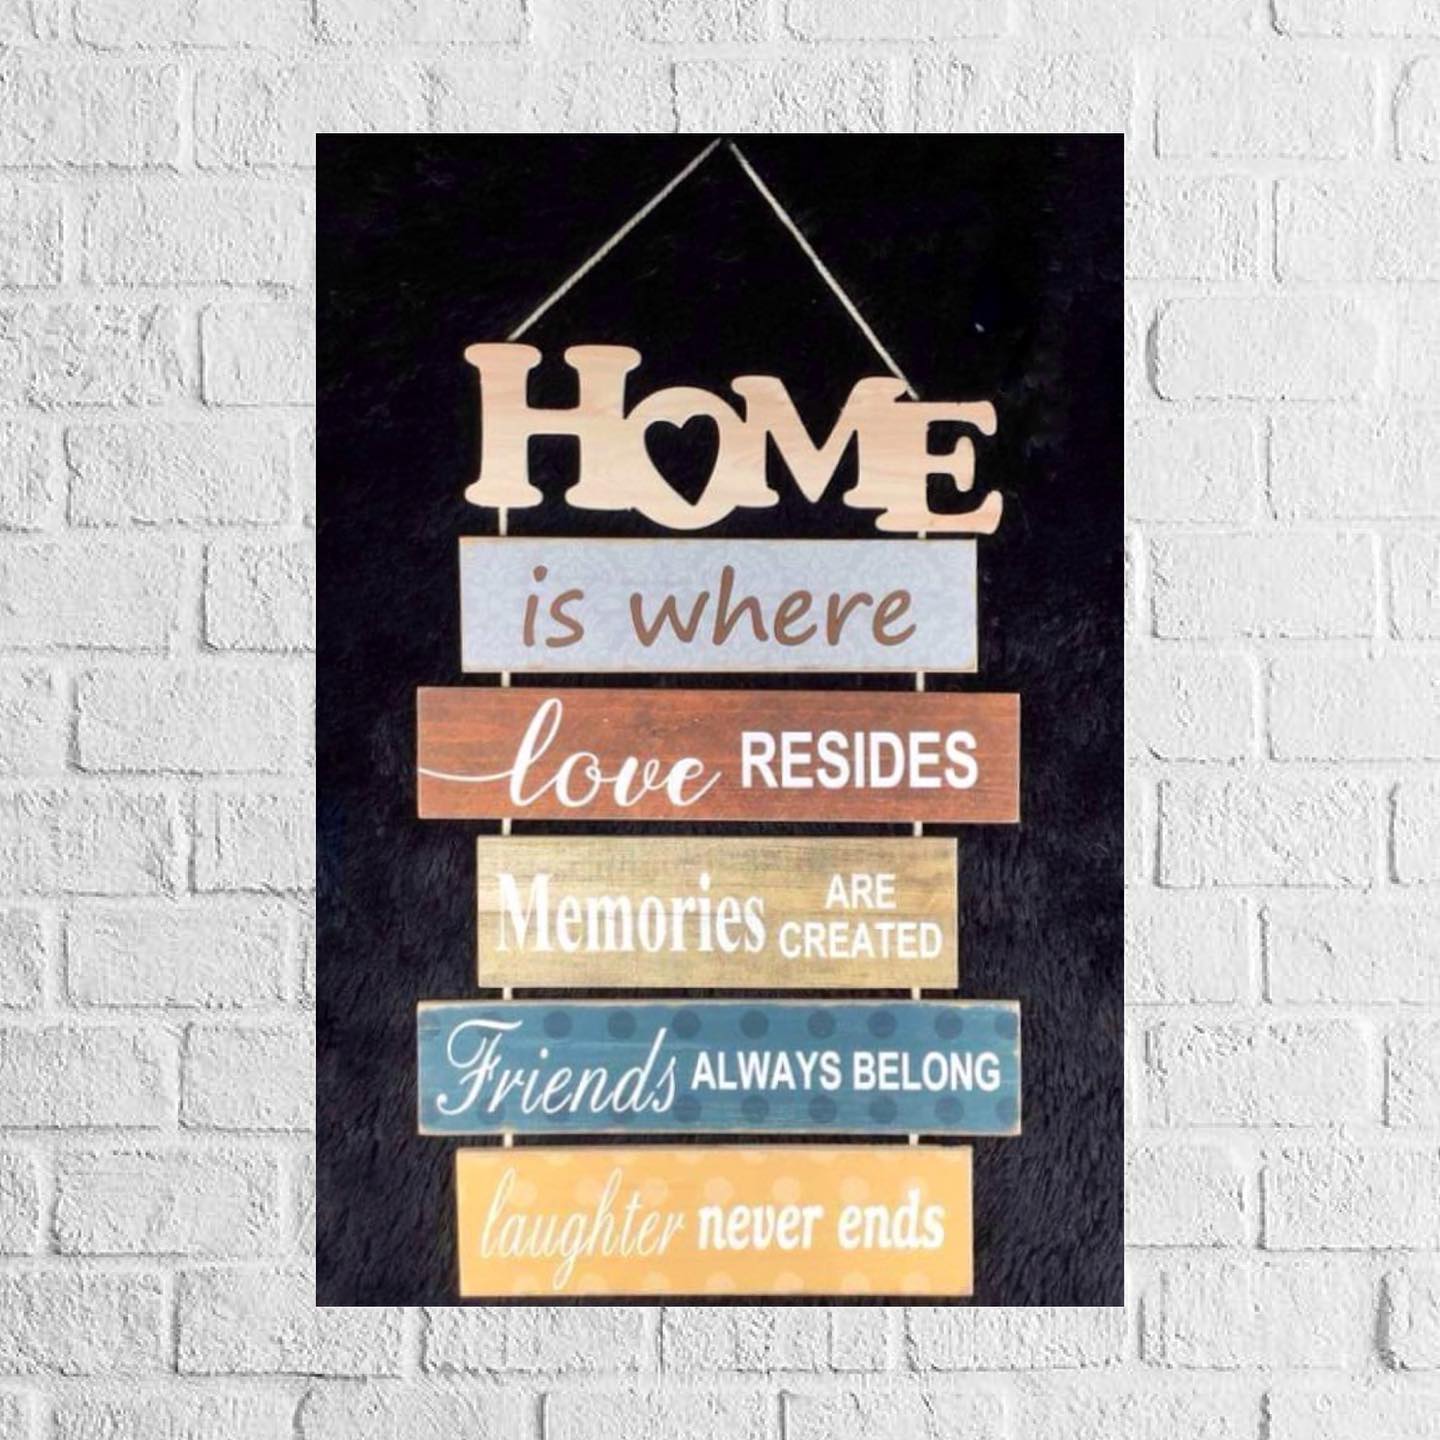 HOME
is where
love RESIDES
Memories ARE CREATED
Friends ALWAYS BELONG
laughter never ends